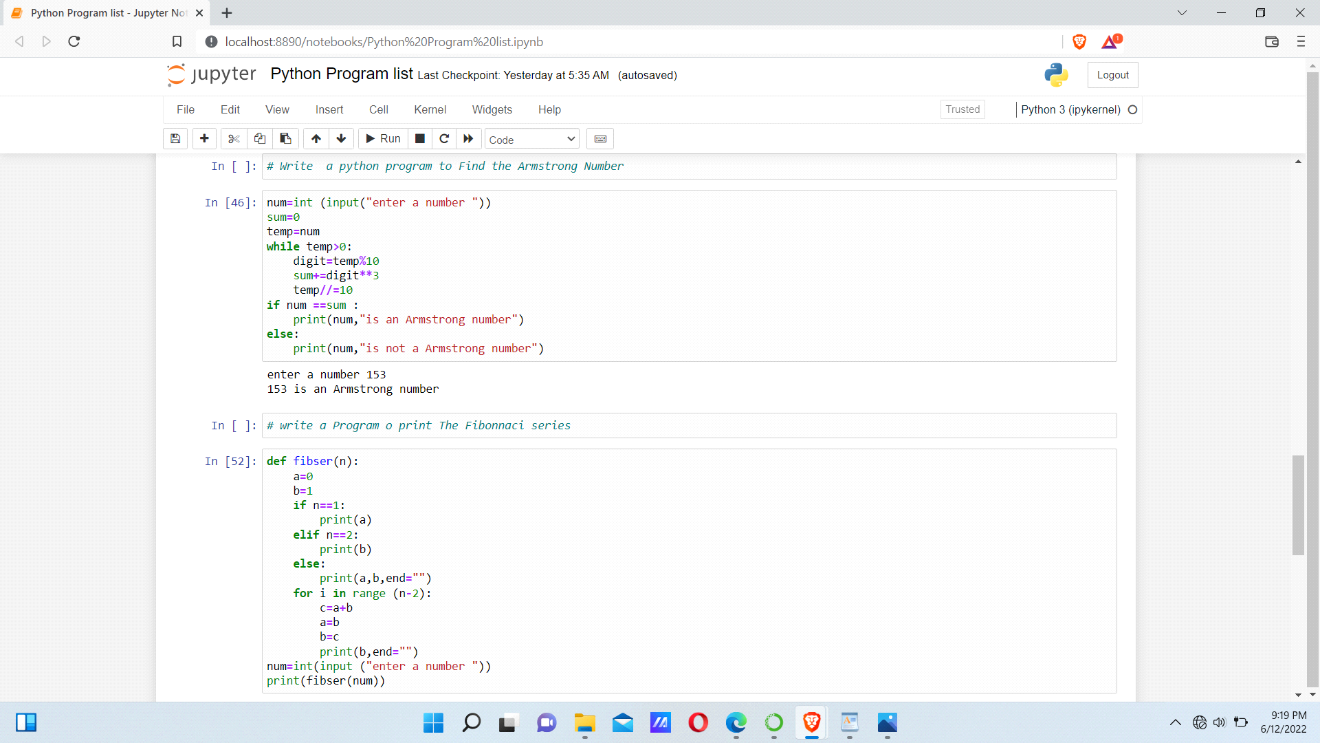 Python Program list - Jupyter No
localhost:8890/notebooks/Python%20Program%20list.ipynb
1
jupyter Python Program list Last Checkpoint: Yesterday at 5:35 AM (autosaved)
Logout
File Edit View Insert Cell Kernel Widgets Help
Trusted
Python 3 (ipykernel)
Run
Code
In [ ]: # Write  a python program to Find the Armstrong Number
In [46]: num=int (input("enter a number "))
sum=0
temp=num
while temp>0:
    digit=temp%10
    sum+=digit**3
    temp//=10
if num ==sum :
    print(num,"is an Armstrong number")
else:
    print(num,"is not a Armstrong number")
enter a number 153
153 is an Armstrong number
In [ ]: # write a Program o print The Fibonnaci series
In [52]: def fibser(n):
    a=0
    b=1
    if n==1:
        print(a)
    elif n==2:
        print(b)
    else:
        print(a,b,end="")
    for i in range (n-2):
        c=a+b
        a=b
        b=c
        print(b,end="")
num=int(input ("enter a number "))
print(fibser(num))
9:19 PM
6/12/2022